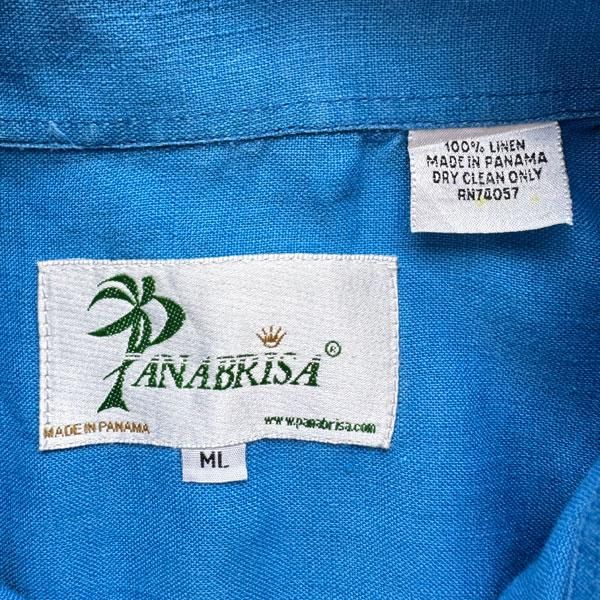 100% LINEN
MADE IN PANAMA
DRY CLEAN ONLY
RN74057
PANABRISA®
MADE IN PANAMA
www.panabrisa.com
ML